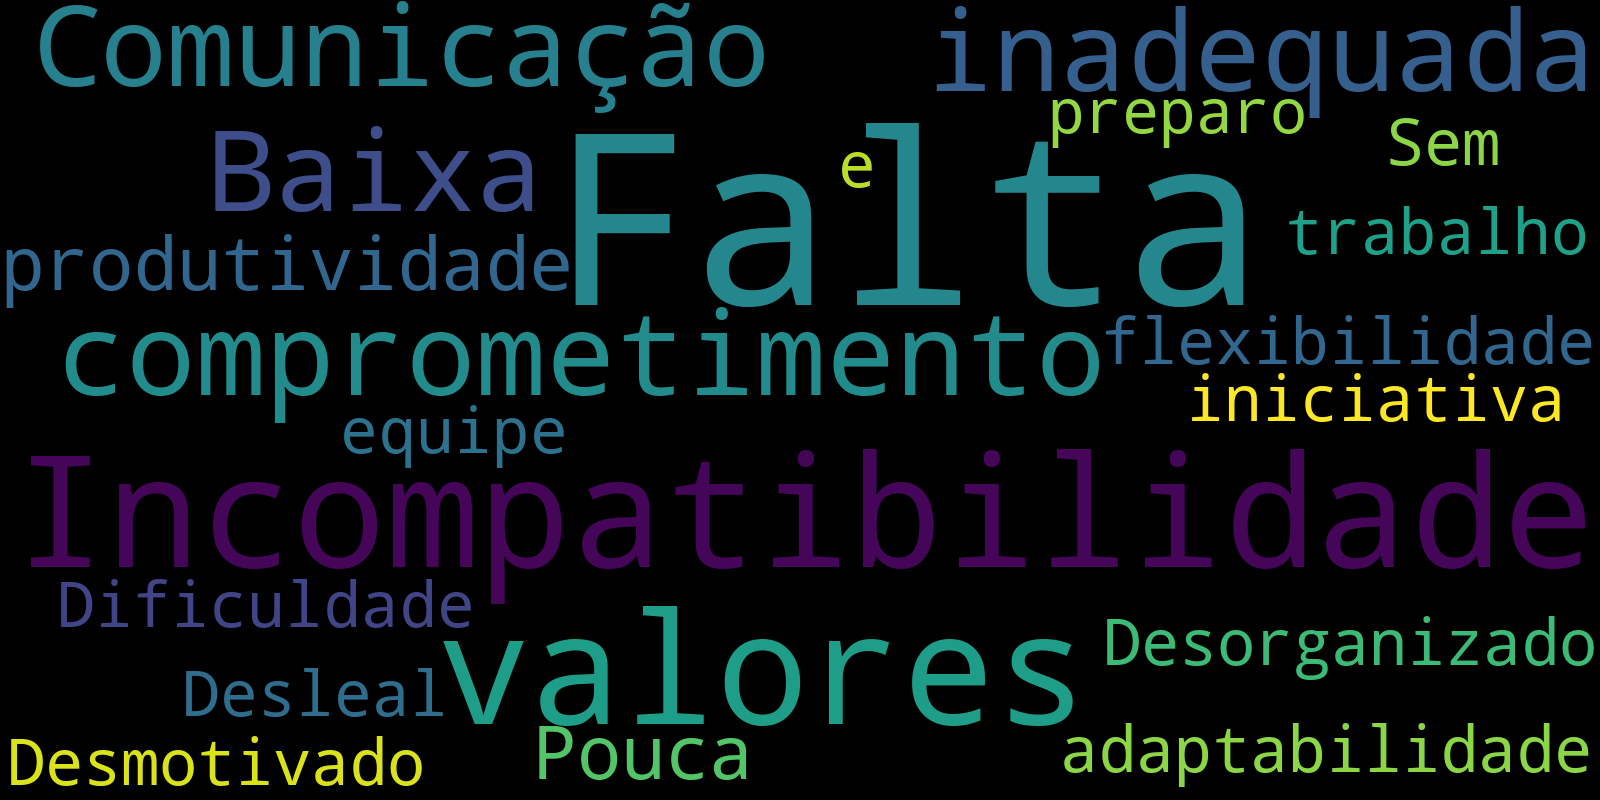 Comunicação
inadequada
preparo
Sem
Baixa
Falta
e
trabalho
produtividade
comprometimento
flexibilidade
iniciativa
equipe
Incompatibilidade
Dificuldade
valores
Desorganizado
Desleal
Desmotivado
Pouca
adaptabilidade